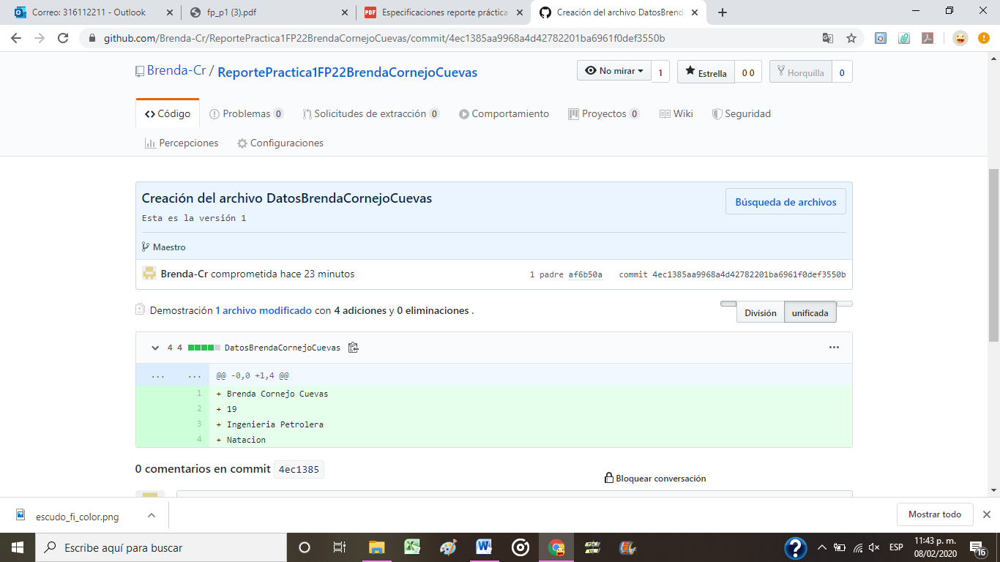 Correo: 316112211 - Outlook
fp_p1 (3).pdf
PDF
Especificaciones reporte práctica
Creación del archivo DatosBrend
github.com/Brenda-Cr/ReportePractica1FP22BrendaCornejoCuevas/commit/4ec1385aa9968a4d42782201ba6961f0def3550b
Brenda-Cr / ReportePractica1FP22BrendaCornejoCuevas
No mirar 1
Estrella 0 0
Horquilla 0
Código
Problemas 0
Solicitudes de extracción 0
Comportamiento
Proyectos 0
Wiki
Seguridad
Percepciones
Configuraciones
Creación del archivo DatosBrendaCornejoCuevas
Búsqueda de archivos
Esta es la versión 1
Maestro
Brenda-Cr comprometida hace 23 minutos
1 padre af6b50a commit 4ec1385aa9968a4d42782201ba6961f0def3550b
Demostración 1 archivo modificado con 4 adiciones y 0 eliminaciones .
División
unificada
4 4 DatosBrendaCornejoCuevas
... ... @@ -0,0 +1,4 @@
1 + Brenda Cornejo Cuevas
2 + 19
3 + Ingenieria Petrolera
4 + Natacion
0 comentarios en commit 4ec1385
Bloquear conversación
escudo_fi_color.png
Mostrar todo
Escribe aquí para buscar
ESP
11:43 p. m.
08/02/2020
16